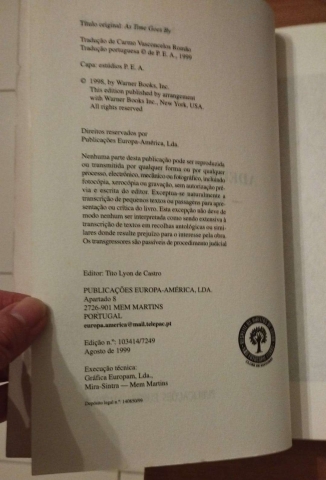 Título original: As Time Goes By
Tradução de Carmo Vasconcelos Romão
Tradução portuguesa © de P. E. A., 1998
Capa: estúdios P. E. A.
© 1998, by Warner Books, Inc.
This edition published by arrangement
with Warner Books Inc., New York, USA
All rights reserved
Direitos reservados por
Publicações Europa-América, Lda.
Nenhuma parte desta publicação pode ser reproduzida
ou transmitida por qualquer forma ou por qualquer
processo, electrónico, mecânico ou fotográfico, incluindo
fotocópia, xerocópia ou gravação, sem autorização pré-
via e escrita do editor. Exceptua-se naturalmente a
transcrição de pequenos textos ou passagens para apre-
sentação ou crítica do livro. Esta excepção não deve de
modo nenhum ser interpretada como sendo extensiva à
transcrição de textos em recolhas antológicas ou simi-
lares donde resulte prejuízo para o interesse pela obra.
Os transgressores são passíveis de procedimento judicial
Editor: Tito Lyon de Castro
PUBLICAÇÕES EUROPA-AMÉRICA, LDA.
Apartado 8
2726-901 MEM MARTINS
PORTUGAL
europa.america@mail.telepac.pt
Edição n.º: 103414/7249
Agosto de 1999
Execução técnica:
Gráfica Europam, Lda.,
Mira-Sintra — Mem Martins
Depósito legal n.º: